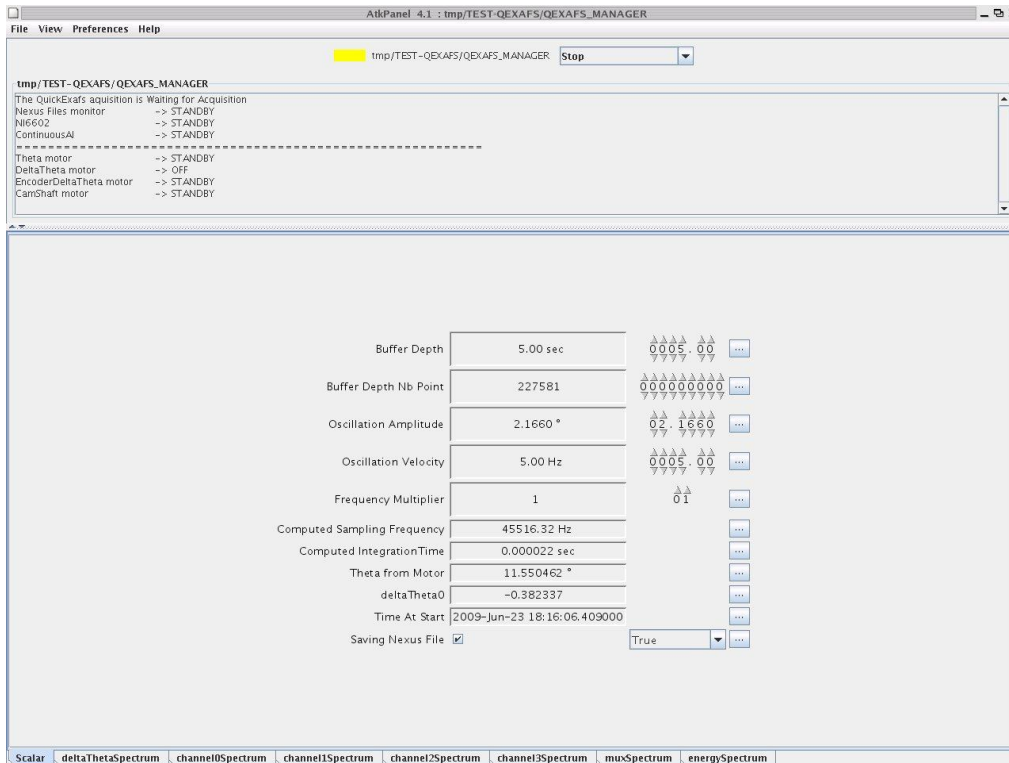 AtkPanel 4.1 : tmp/TEST-QEXAFS/QEXAFS_MANAGER
File View Preferences Help
tmp/TEST-QEXAFS/QEXAFS_MANAGER Stop
tmp/TEST-QEXAFS/QEXAFS_MANAGER
The QuickExafs aquisition is Waiting for Acquisition
Nexus Files monitor -> STANDBY
NI6602 -> STANDBY
ContinuousAI -> STANDBY
==============================================================
Theta motor -> STANDBY
DeltaTheta motor -> OFF
EncoderDeltaTheta motor -> STANDBY
CamShaft motor -> STANDBY
Buffer Depth 5.00 sec 0005.00 ...
Buffer Depth Nb Point 227581 000000000 ...
Oscillation Amplitude 2.1660 ° 02.1660 ...
Oscillation Velocity 5.00 Hz 0005.00 ...
Frequency Multiplier 1 01 ...
Computed Sampling Frequency 45516.32 Hz ...
Computed IntegrationTime 0.000022 sec ...
Theta from Motor 11.550462 ° ...
deltaTheta0 -0.382337 ...
Time At Start 2009-Jun-23 18:16:06.409000 ...
Saving Nexus File True ...
Scalar deltaThetaSpectrum channel0Spectrum channel1Spectrum channel2Spectrum channel3Spectrum muxSpectrum energySpectrum